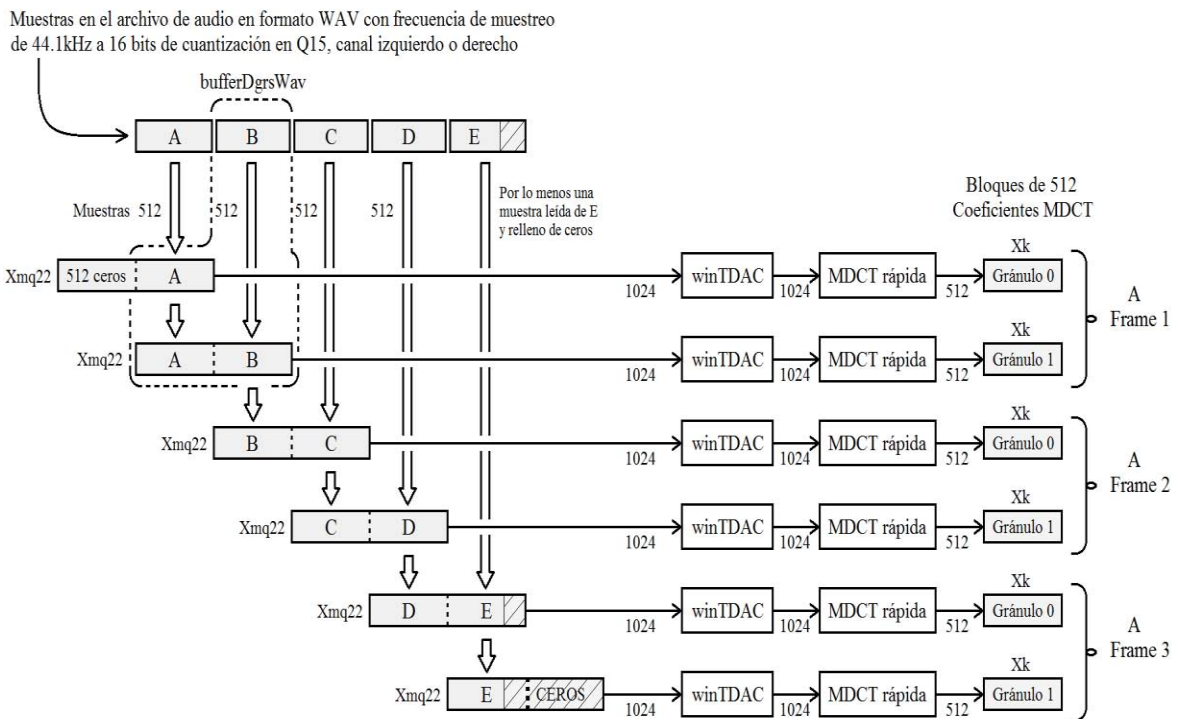 Muestras en el archivo de audio en formato WAV con frecuencia de muestreo
de 44.1kHz a 16 bits de cuantización en Q15, canal izquierdo o derecho
bufferDgrsWav
A B C D E
Muestras 512 512 512 512
Por lo menos una
muestra leída de E
y relleno de ceros
Bloques de 512
Coeficientes MDCT
Xk
Xmq22 512 ceros A 1024 winTDAC 1024 MDCT rápida 512 Gránulo 0
A
Frame 1
Xk
Xmq22 A B 1024 winTDAC 1024 MDCT rápida 512 Gránulo 1
Xk
Xmq22 B C 1024 winTDAC 1024 MDCT rápida 512 Gránulo 0
A
Frame 2
Xk
Xmq22 C D 1024 winTDAC 1024 MDCT rápida 512 Gránulo 1
Xk
Xmq22 D E 1024 winTDAC 1024 MDCT rápida 512 Gránulo 0
A
Frame 3
Xk
Xmq22 E CEROS 1024 winTDAC 1024 MDCT rápida 512 Gránulo 1